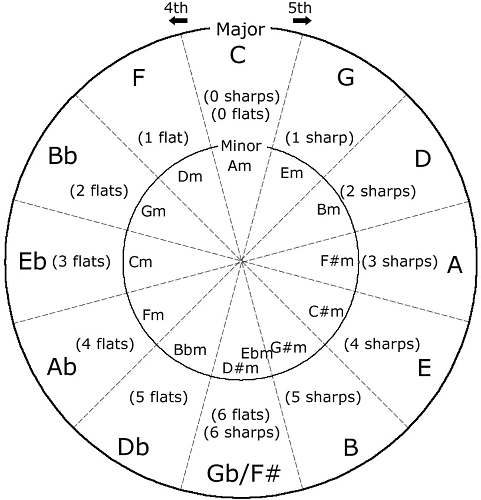 4th
5th
Major
C
(0 sharps)
(0 flats)
G
(1 sharp)
D
(2 sharps)
A
(3 sharps)
E
(4 sharps)
B
(5 sharps)
Gb/F#
(6 flats)
(6 sharps)
Db
(5 flats)
Ab
(4 flats)
Eb
(3 flats)
Bb
(2 flats)
F
(1 flat)
Minor
Am
Em
Bm
F#m
C#m
G#m
Ebm
D#m
Bbm
Fm
Cm
Gm
Dm